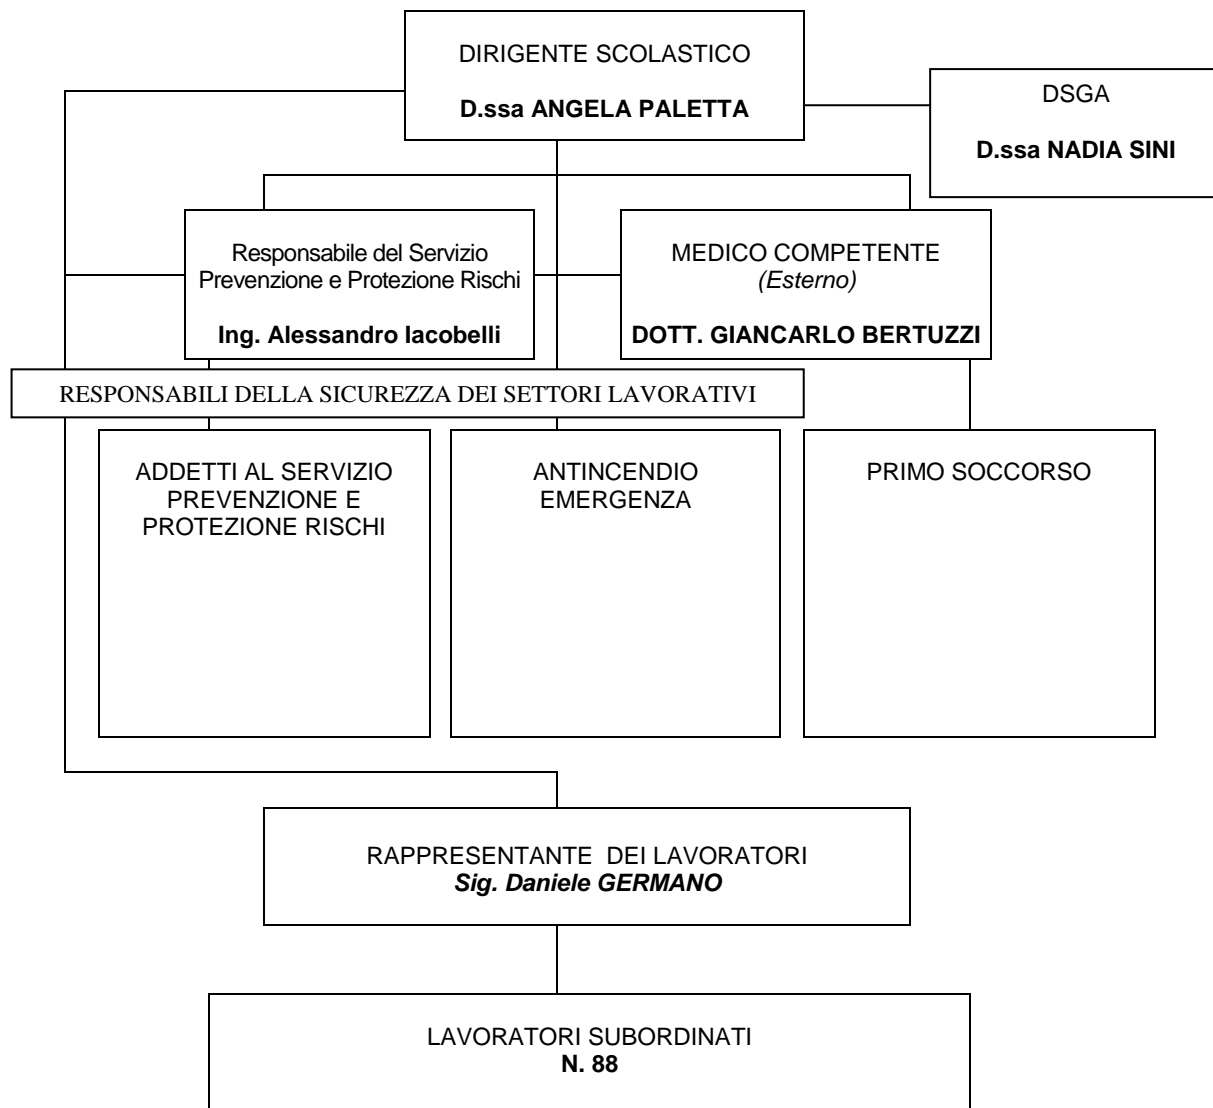 DIRIGENTE SCOLASTICO
D.ssa ANGELA PALETTA
DSGA
D.ssa NADIA SINI
Responsabile del Servizio
Prevenzione e Protezione Rischi
Ing. Alessandro Iacobelli
MEDICO COMPETENTE
(Esterno)
DOTT. GIANCARLO BERTUZZI
RESPONSABILI DELLA SICUREZZA DEI SETTORI LAVORATIVI
ADDETTI AL SERVIZIO
PREVENZIONE E
PROTEZIONE RISCHI
ANTINCENDIO
EMERGENZA
PRIMO SOCCORSO
RAPPRESENTANTE DEI LAVORATORI
Sig. Daniele GERMANO
LAVORATORI SUBORDINATI
N. 88